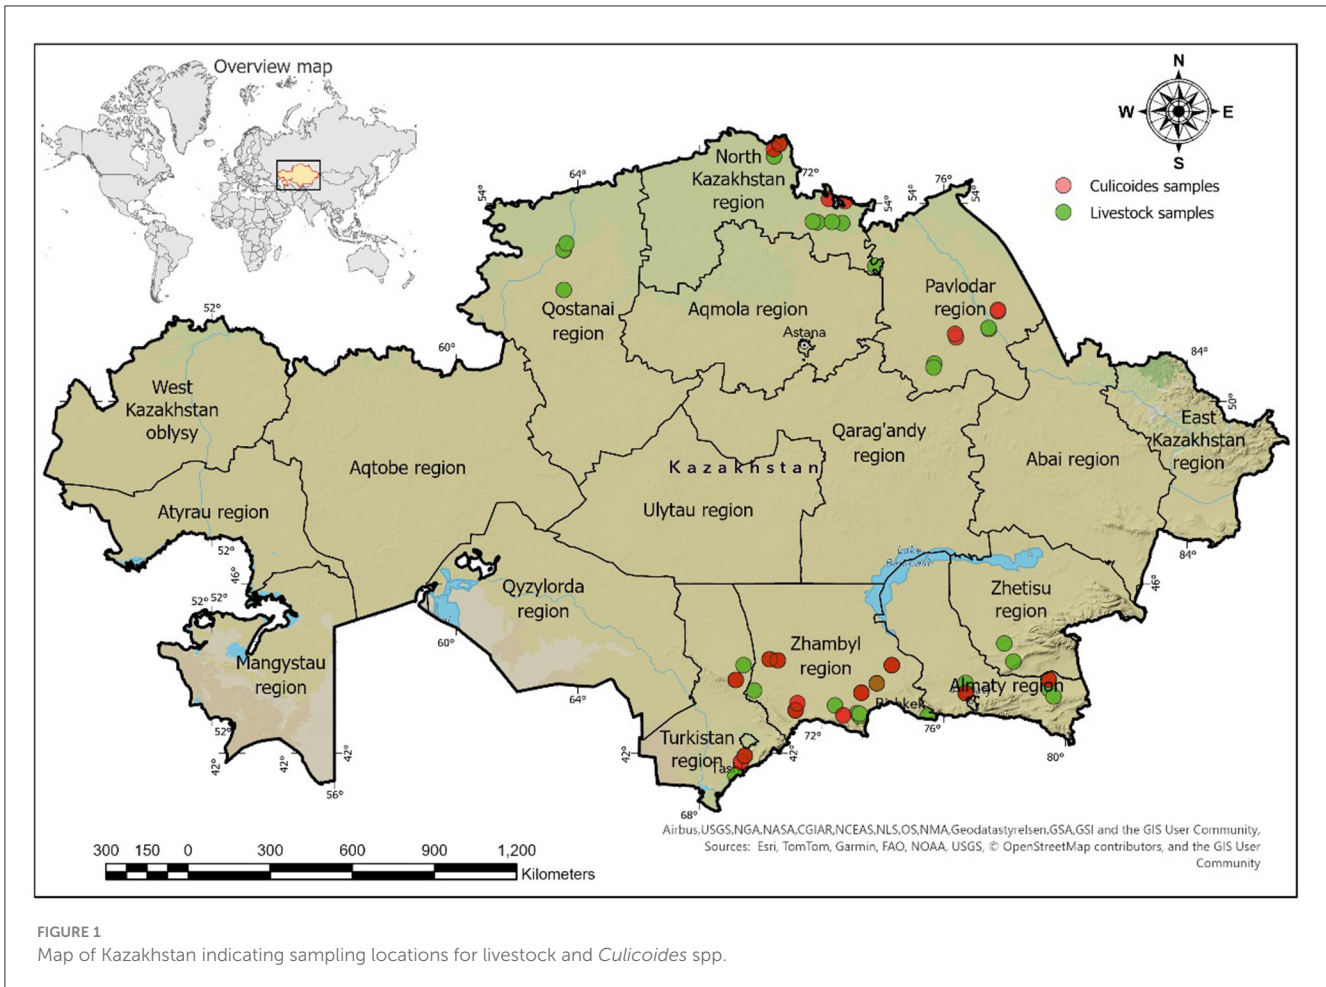 Overview map
N
W
E
S
Culicoides samples
Livestock samples
North
Kazakhstan
region
72°
54°
54°
76°
54°
64°
54°
Qostanai
region
Aqmola region
Astana
Pavlodar
region
52°
60°
84°
50°
West
Kazakhstan
oblysy
Aqtobe region
Kazakhstan
Qarag'andy
region
Abai region
East
Kazakhstan
region
Atyrau region
Ulytau region
52°
46°
52°
52°
84°
46°
Lake
Qyzylorda
region
Zhetisu
region
60°
Zhambyl
region
Mangystau
region
64°
Almaty region
52°
42°
42°
42°
56°
Turkistan
region
42°
72°
42°
76°
80°
68°
Airbus,USGS,NGA,NASA,CGIAR,NCEAS,NLS,OS,NMA,Geodatastyrelsen,GSA,GSI and the GIS User Community,
Sources: Esri, TomTom, Garmin, FAO, NOAA, USGS, © OpenStreetMap contributors, and the GIS User
Community
300 150 0 300 600 900 1,200
Kilometers
FIGURE 1
Map of Kazakhstan indicating sampling locations for livestock and Culicoides spp.